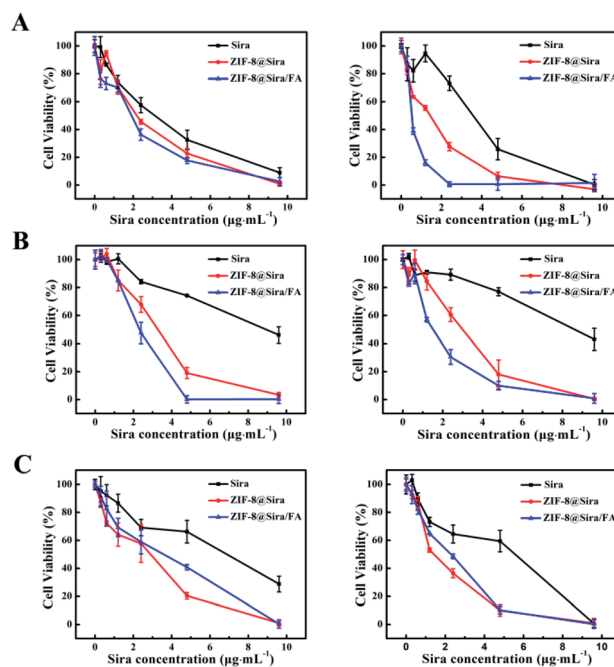 A
Cell Viability (%)
100
80
60
40
20
0
Sira
ZIF-8@Sira
ZIF-8@Sira/FA
0 2 4 6 8 10
Sira concentration (μg·mL⁻¹)
Cell Viability (%)
100
80
60
40
20
0
Sira
ZIF-8@Sira
ZIF-8@Sira/FA
0 2 4 6 8 10
Sira concentration (μg·mL⁻¹)
B
Cell Viability (%)
100
80
60
40
20
0
Sira
ZIF-8@Sira
ZIF-8@Sira/FA
0 2 4 6 8 10
Sira concentration (μg·mL⁻¹)
Cell Viability (%)
100
80
60
40
20
0
Sira
ZIF-8@Sira
ZIF-8@Sira/FA
0 2 4 6 8 10
Sira concentration (μg·mL⁻¹)
C
Cell Viability (%)
100
80
60
40
20
0
Sira
ZIF-8@Sira
ZIF-8@Sira/FA
0 2 4 6 8 10
Sira concentration (μg·mL⁻¹)
Cell Viability (%)
100
80
60
40
20
0
Sira
ZIF-8@Sira
ZIF-8@Sira/FA
0 2 4 6 8 10
Sira concentration (μg·mL⁻¹)